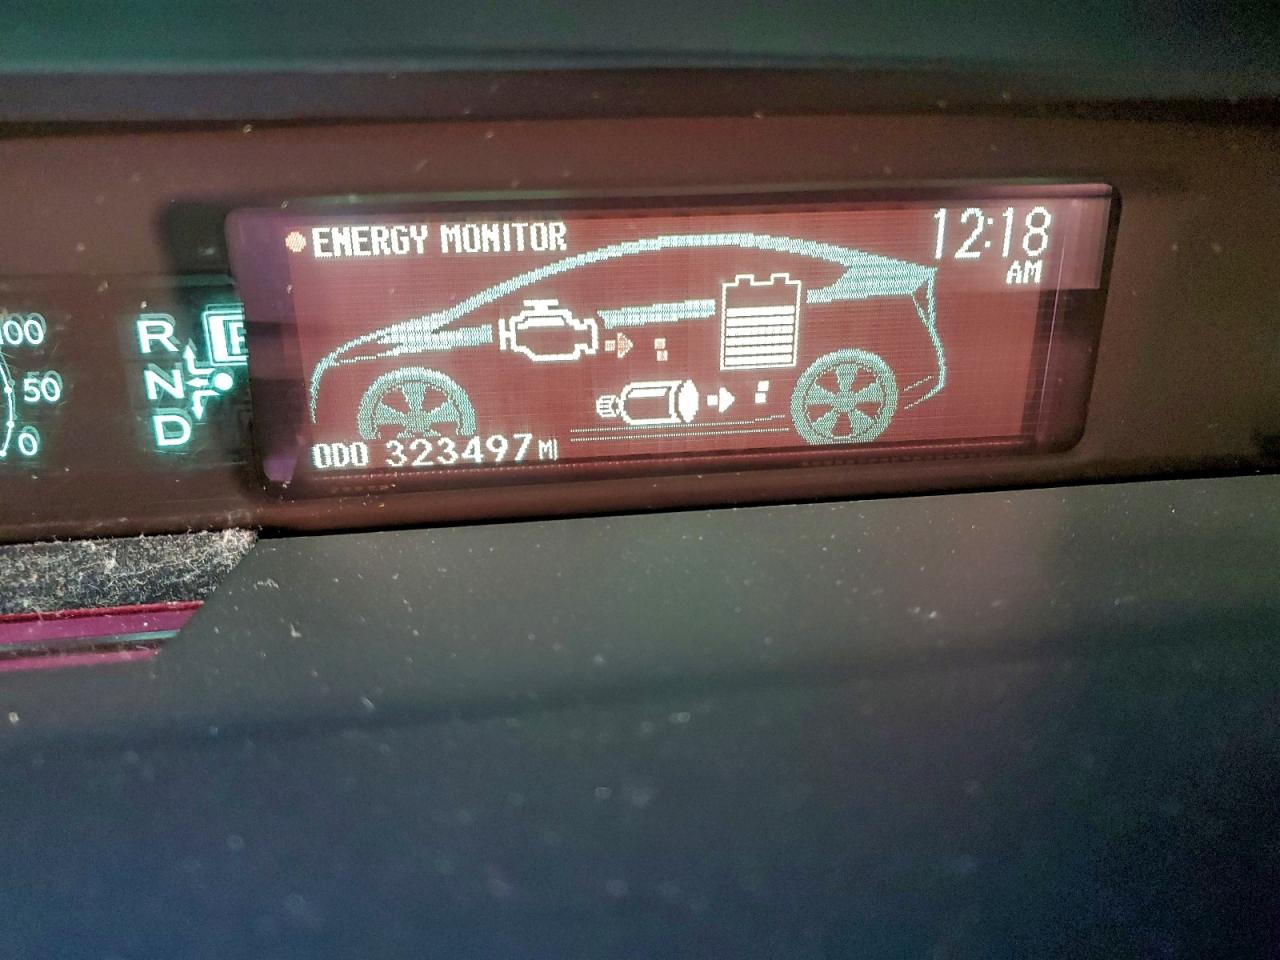 ENERGY MONITOR
12:18
AM
100
50
0
R
P
N
D
ODO 323497 MI